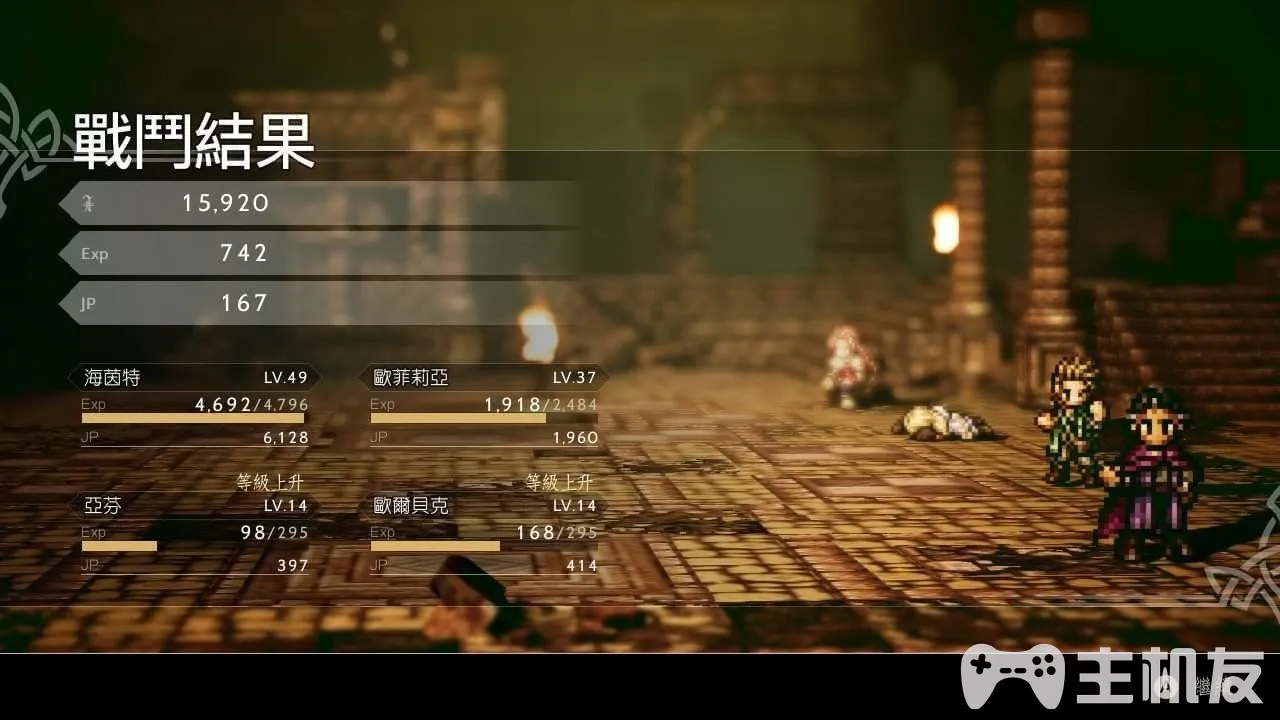 戰鬥結果
15,920
Exp 742
JP 167
海茵特 LV.49
Exp 4,692/4,796
JP 6,128
歐菲莉亞 LV.37
Exp 1,918/2,484
JP 1,960
等級上升
亞芬 LV.14
Exp 98/295
JP 397
等級上升
歐爾貝克 LV.14
Exp 168/295
JP 414
主机友